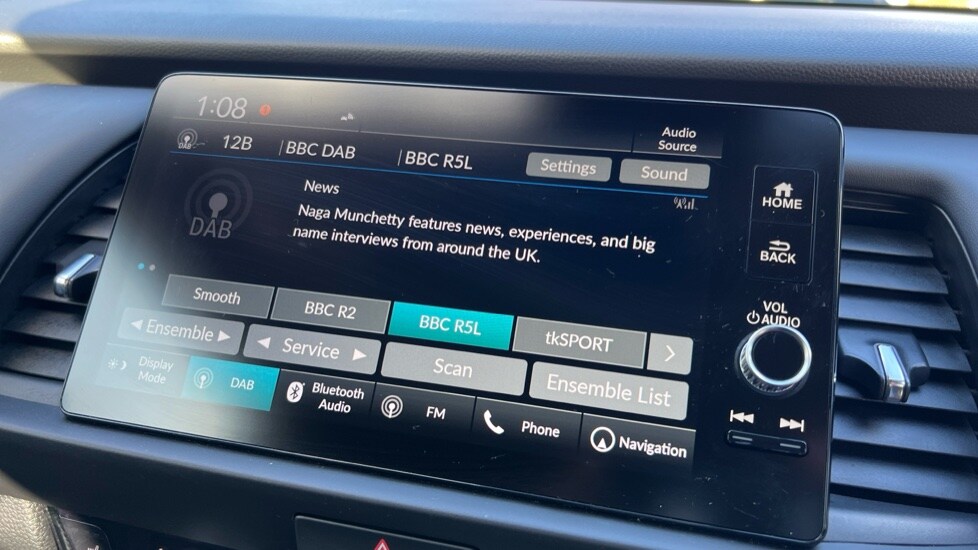 1:08
DAB 12B BBC DAB BBC R5L
Audio
Source
Settings Sound
DAB
News
Naga Munchetty features news, experiences, and big
name interviews from around the UK.
HOME
BACK
VOL
AUDIO
Smooth BBC R2 BBC R5L tkSPORT
Ensemble Service Scan Ensemble List
Display
Mode
DAB
Bluetooth
Audio
FM
Phone
Navigation